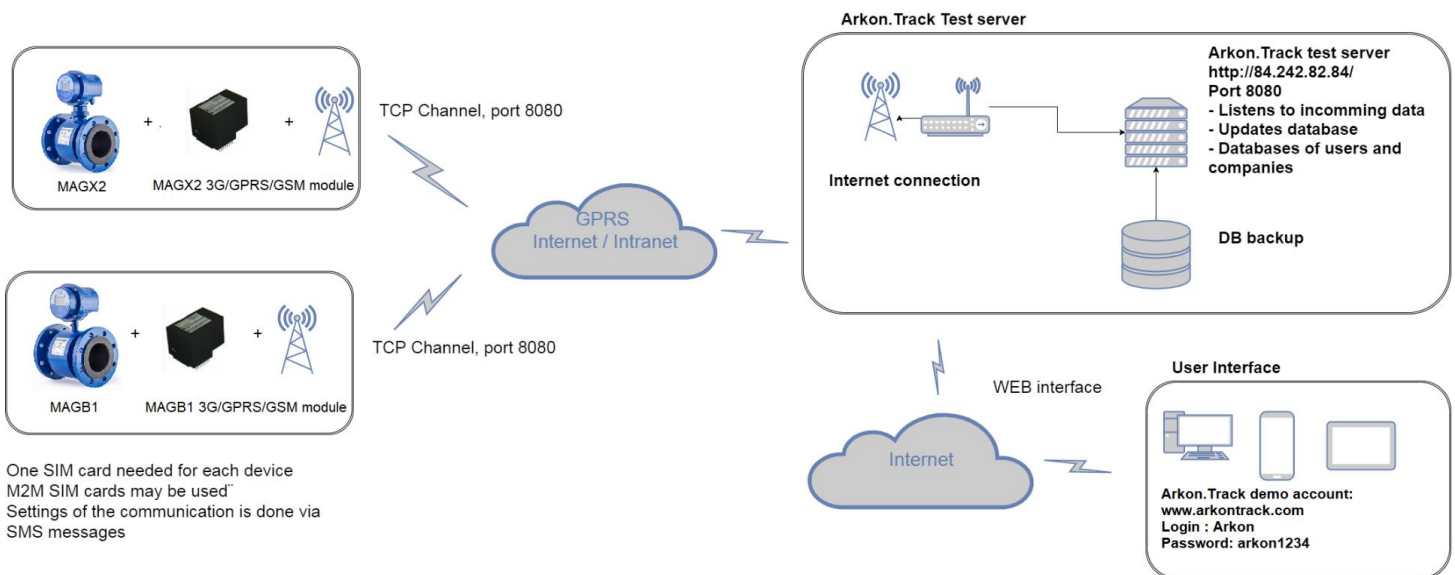 Arkon.Track Test server
MAGX2
+
.
+
MAGX2 3G/GPRS/GSM module
TCP Channel, port 8080
GPRS
Internet / Intranet
Internet connection
Arkon.Track test server
http://84.242.82.84/
Port 8080
- Listens to incomming data
- Updates database
- Databases of users and
companies
DB backup
MAGB1
+
+
MAGB1 3G/GPRS/GSM module
TCP Channel, port 8080
One SIM card needed for each device
M2M SIM cards may be used¨
Settings of the communication is done via
SMS messages
WEB interface
Internet
User Interface
Arkon.Track demo account:
www.arkontrack.com
Login : Arkon
Password: arkon1234